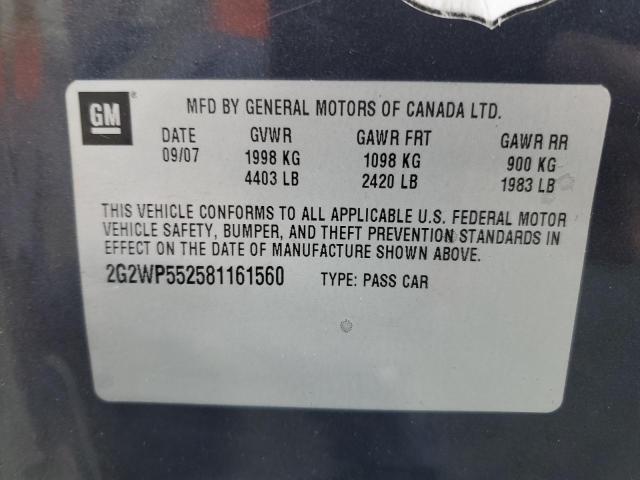 GM
MFD BY GENERAL MOTORS OF CANADA LTD.
DATE GVWR GAWR FRT GAWR RR
09/07 1998 KG 1098 KG 900 KG
4403 LB 2420 LB 1983 LB
THIS VEHICLE CONFORMS TO ALL APPLICABLE U.S. FEDERAL MOTOR
VEHICLE SAFETY, BUMPER, AND THEFT PREVENTION STANDARDS IN
EFFECT ON THE DATE OF MANUFACTURE SHOWN ABOVE.
2G2WP552581161560 TYPE: PASS CAR